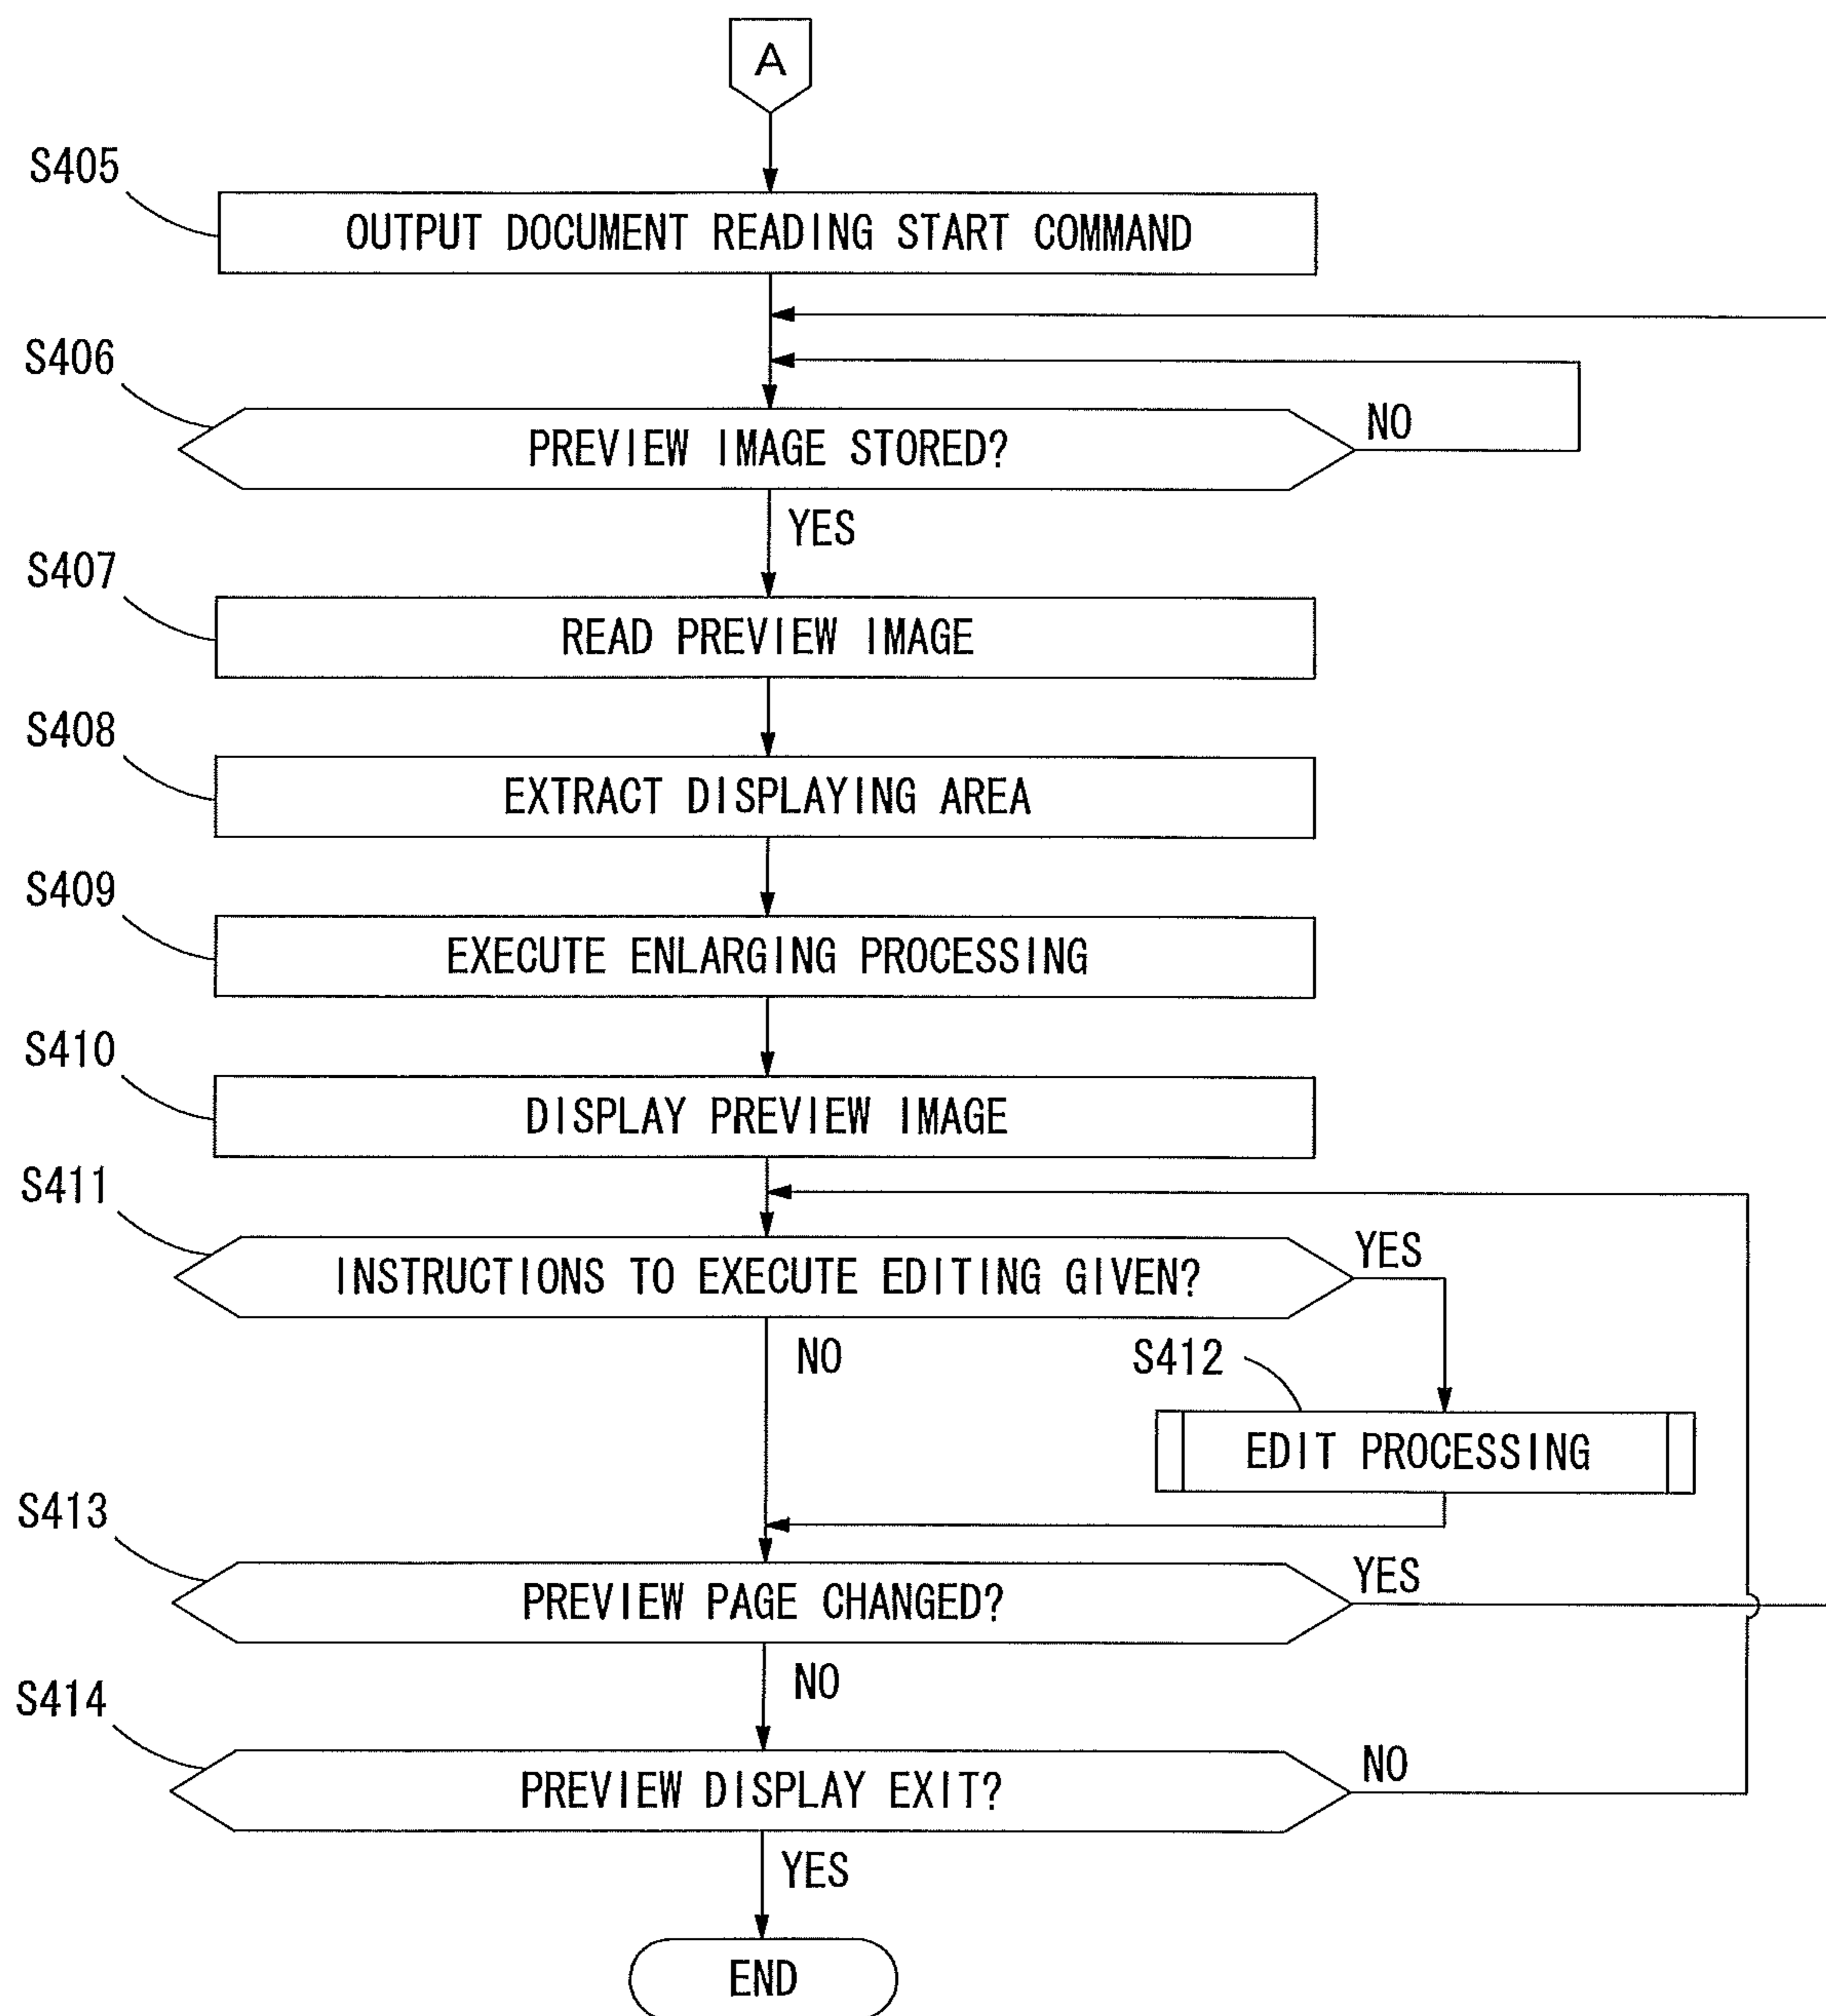 A
S405
OUTPUT DOCUMENT READING START COMMAND
S406
PREVIEW IMAGE STORED?
NO
YES
S407
READ PREVIEW IMAGE
S408
EXTRACT DISPLAYING AREA
S409
EXECUTE ENLARGING PROCESSING
S410
DISPLAY PREVIEW IMAGE
S411
INSTRUCTIONS TO EXECUTE EDITING GIVEN?
YES
NO
S412
EDIT PROCESSING
S413
PREVIEW PAGE CHANGED?
YES
NO
S414
PREVIEW DISPLAY EXIT?
NO
YES
END